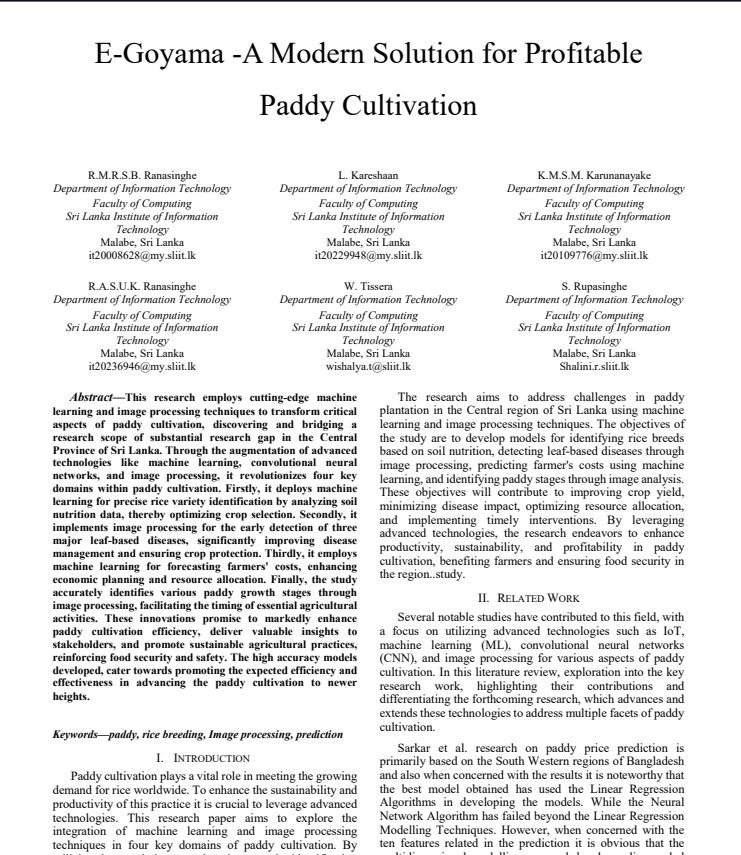 E-Goyama -A Modern Solution for Profitable
Paddy Cultivation
R.M.R.S.B. Ranasinghe
Department of Information Technology
Faculty of Computing
Sri Lanka Institute of Information
Technology
Malabe, Sri Lanka
it20008628@my.sliit.lk
L. Kareshaan
Department of Information Technology
Faculty of Computing
Sri Lanka Institute of Information
Technology
Malabe, Sri Lanka
it20229948@my.sliit.lk
K.M.S.M. Karunanayake
Department of Information Technology
Faculty of Computing
Sri Lanka Institute of Information
Technology
Malabe, Sri Lanka
it20109776@my.sliit.lk
R.A.S.U.K. Ranasinghe
Department of Information Technology
Faculty of Computing
Sri Lanka Institute of Information
Technology
Malabe, Sri Lanka
it20236946@my.sliit.lk
W. Tissera
Department of Information Technology
Faculty of Computing
Sri Lanka Institute of Information
Technology
Malabe, Sri Lanka
wishalya.t@sliit.lk
S. Rupasinghe
Department of Information Technology
Faculty of Computing
Sri Lanka Institute of Information
Technology
Malabe, Sri Lanka
Shalini.r.sliit.lk
Abstract—This research employs cutting-edge machine
learning and image processing techniques to transform critical
aspects of paddy cultivation, discovering and bridging a
research scope of substantial research gap in the Central
Province of Sri Lanka. Through the augmentation of advanced
technologies like machine learning, convolutional neural
networks, and image processing, it revolutionizes four key
domains within paddy cultivation. Firstly, it deploys machine
learning for precise rice variety identification by analyzing soil
nutrition data, thereby optimizing crop selection. Secondly, it
implements image processing for the early detection of three
major leaf-based diseases, significantly improving disease
management and ensuring crop protection. Thirdly, it employs
machine learning for forecasting farmers' costs, enhancing
economic planning and resource allocation. Finally, the study
accurately identifies various paddy growth stages through
image processing, facilitating the timing of essential agricultural
activities. These innovations promise to markedly enhance
paddy cultivation efficiency, deliver valuable insights to
stakeholders, and promote sustainable agricultural practices,
reinforcing food security and safety. The high accuracy models
developed, cater towards promoting the expected efficiency and
effectiveness in advancing the paddy cultivation to newer
heights.
Keywords—paddy, rice breeding, Image processing, prediction
I. INTRODUCTION
Paddy cultivation plays a vital role in meeting the growing
demand for rice worldwide. To enhance the sustainability and
productivity of this practice it is crucial to leverage advanced
technologies. This research paper aims to explore the
integration of machine learning and image processing
techniques in four key domains of paddy cultivation. By
The research aims to address challenges in paddy
plantation in the Central region of Sri Lanka using machine
learning and image processing techniques. The objectives of
the study are to develop models for identifying rice breeds
based on soil nutrition, detecting leaf-based diseases through
image processing, predicting farmer's costs using machine
learning, and identifying paddy stages through image analysis.
These objectives will contribute to improving crop yield,
minimizing disease impact, optimizing resource allocation,
and implementing timely interventions. By leveraging
advanced technologies, the research endeavors to enhance
productivity, sustainability, and profitability in paddy
cultivation, benefiting farmers and ensuring food security in
the region..study.
II. RELATED WORK
Several notable studies have contributed to this field, with
a focus on utilizing advanced technologies such as IoT,
machine learning (ML), convolutional neural networks
(CNN), and image processing for various aspects of paddy
cultivation. In this literature review, exploration into the key
research work, highlighting their contributions and
differentiating the forthcoming research, which advances and
extends these technologies to address multiple facets of paddy
cultivation.
Sarkar et al. research on paddy price prediction is
primarily based on the South Western regions of Bangladesh
and also when concerned with the results it is noteworthy that
the best model obtained has used the Linear Regression
Algorithms in developing the models. While the Neural
Network Algorithm has failed beyond the Linear Regression
Modelling Techniques. However, when concerned with the
ten features related in the prediction it is obvious that the